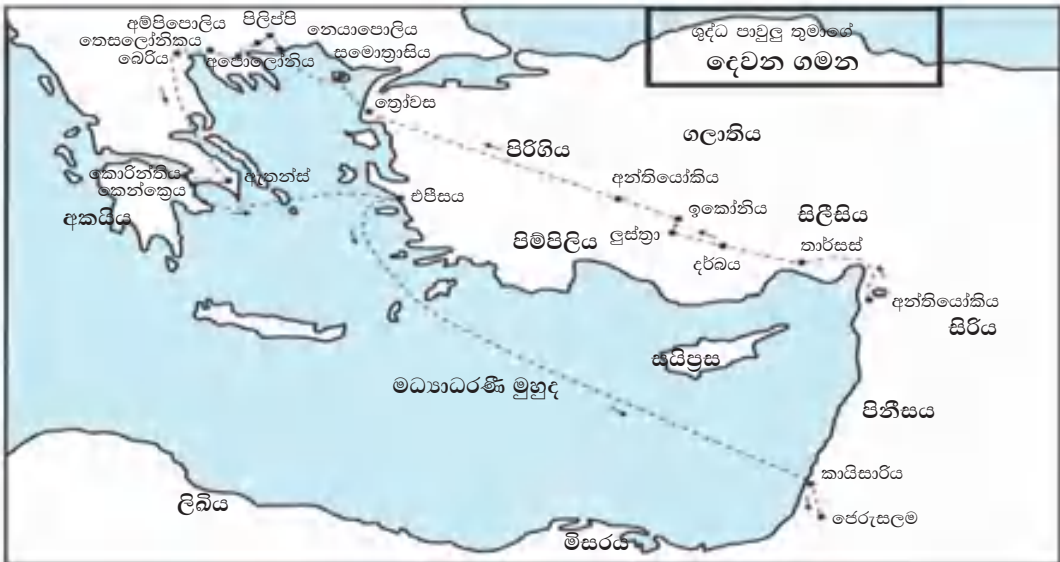 ශුද්ධ පාවුලු තුමාගේ
දෙවන ගමන
පිලිප්පි
අම්පිපොලිය
නෙයාපොලිය
තෙසලෝනිකය
සමොත්‍රාසිය
බෙරිය
අපොලෝනිය
ත්‍රෝවස
ගලාතිය
පිරිගිය
කොරින්තිය
ඇතන්ස්
අන්තියෝකිය
කෙන්ක්‍රෙය
එපීසය
ඉකෝනිය
අකයිය
සිලීසිය
ලුස්ත්‍රා
පිම්පිලිය
තාර්සස්
දර්බය
අන්තියෝකිය
සිරිය
සයිප්‍රස
මධ්‍යාධරණී මුහුද
පිනීසය
කායිසාරිය
ලිබිය
ජෙරුසලම
මිසරය